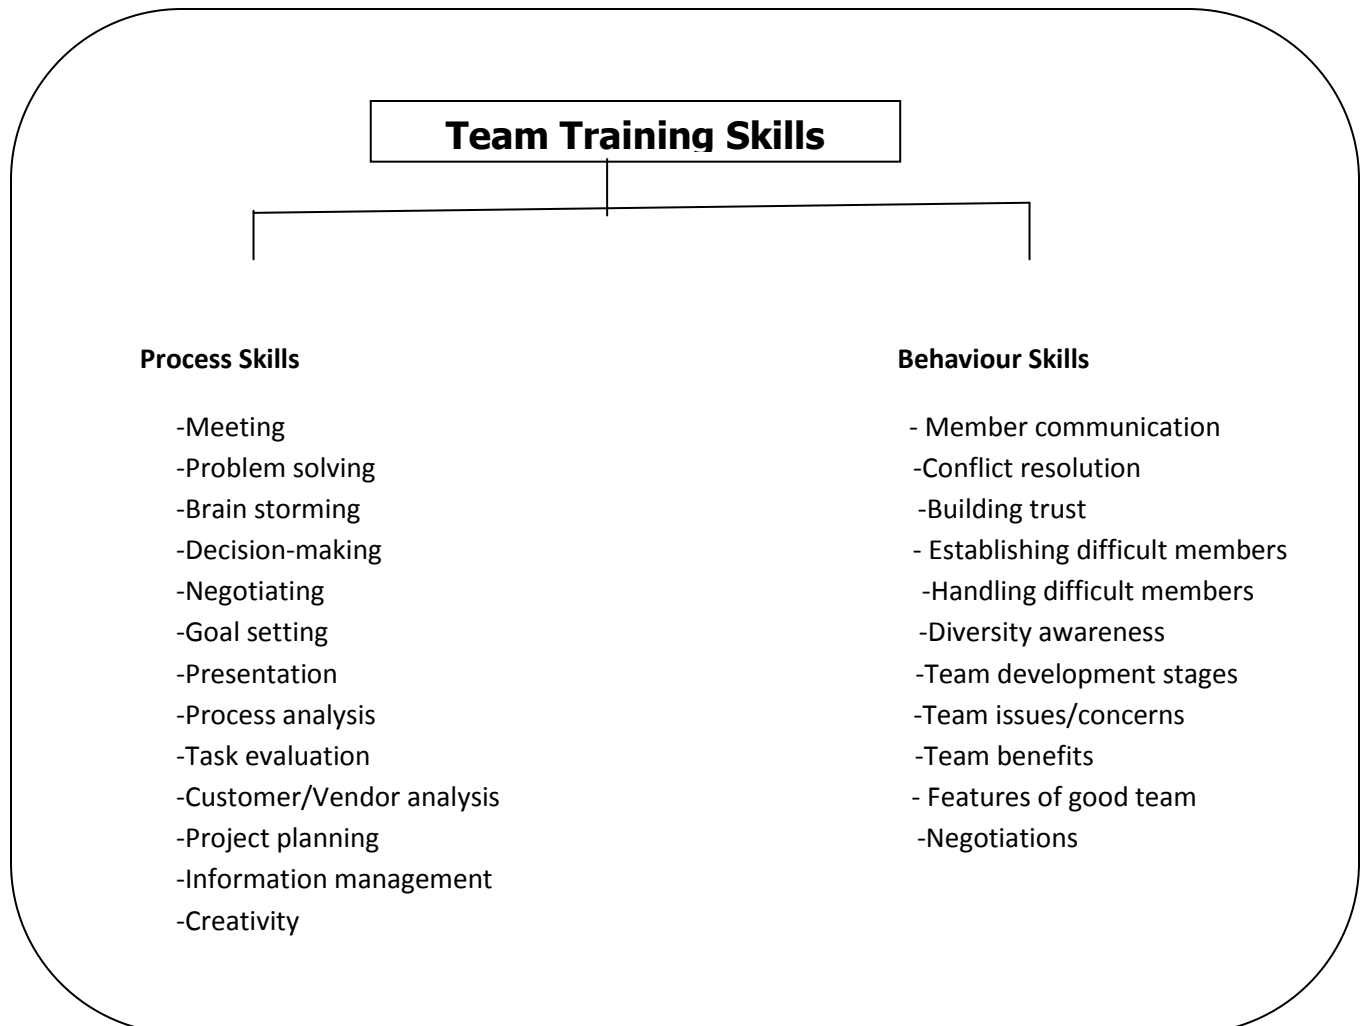 Team Training Skills
Process Skills
-Meeting
-Problem solving
-Brain storming
-Decision-making
-Negotiating
-Goal setting
-Presentation
-Process analysis
-Task evaluation
-Customer/Vendor analysis
-Project planning
-Information management
-Creativity
Behaviour Skills
- Member communication
-Conflict resolution
-Building trust
- Establishing difficult members
-Handling difficult members
-Diversity awareness
-Team development stages
-Team issues/concerns
-Team benefits
- Features of good team
-Negotiations